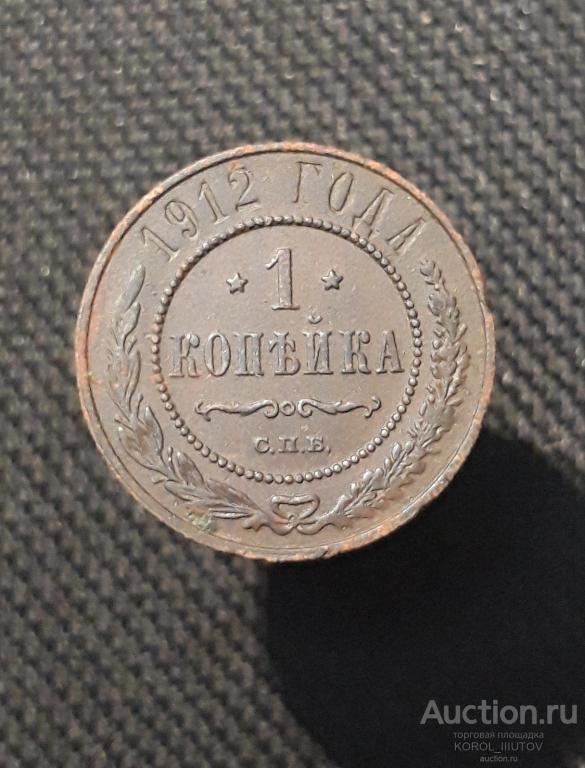 1912 ГОДА
1
КОПѢЙКА
С.П.Б.
Auction.ru
торговая площадка
KOROL_IIIUTOV
auction.ru